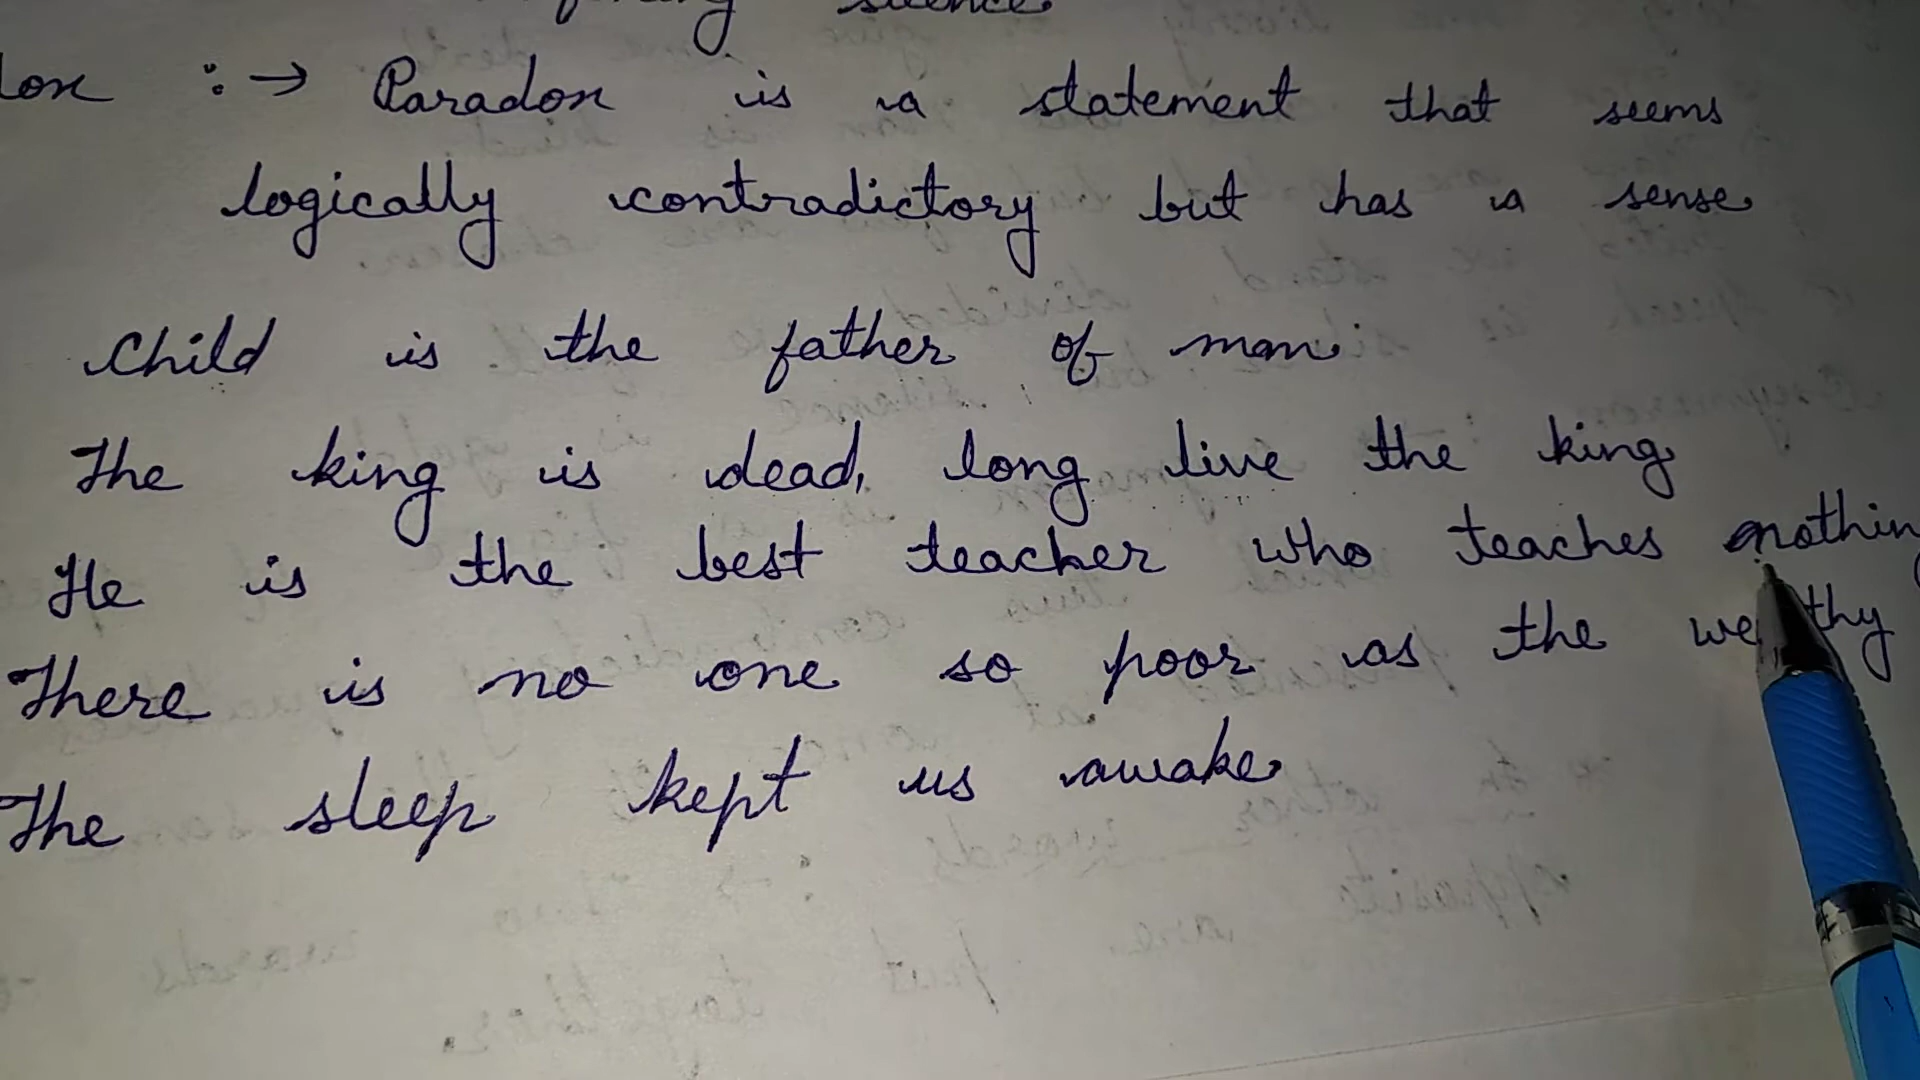 silence
Paradox :→ Paradox is a statement that seems
logically contradictory but has a sense
Child is the father of man.
The king is dead, long live the king
He is the best teacher who teaches nothing
There is no one so poor as the wealthy
The sleep kept us awake